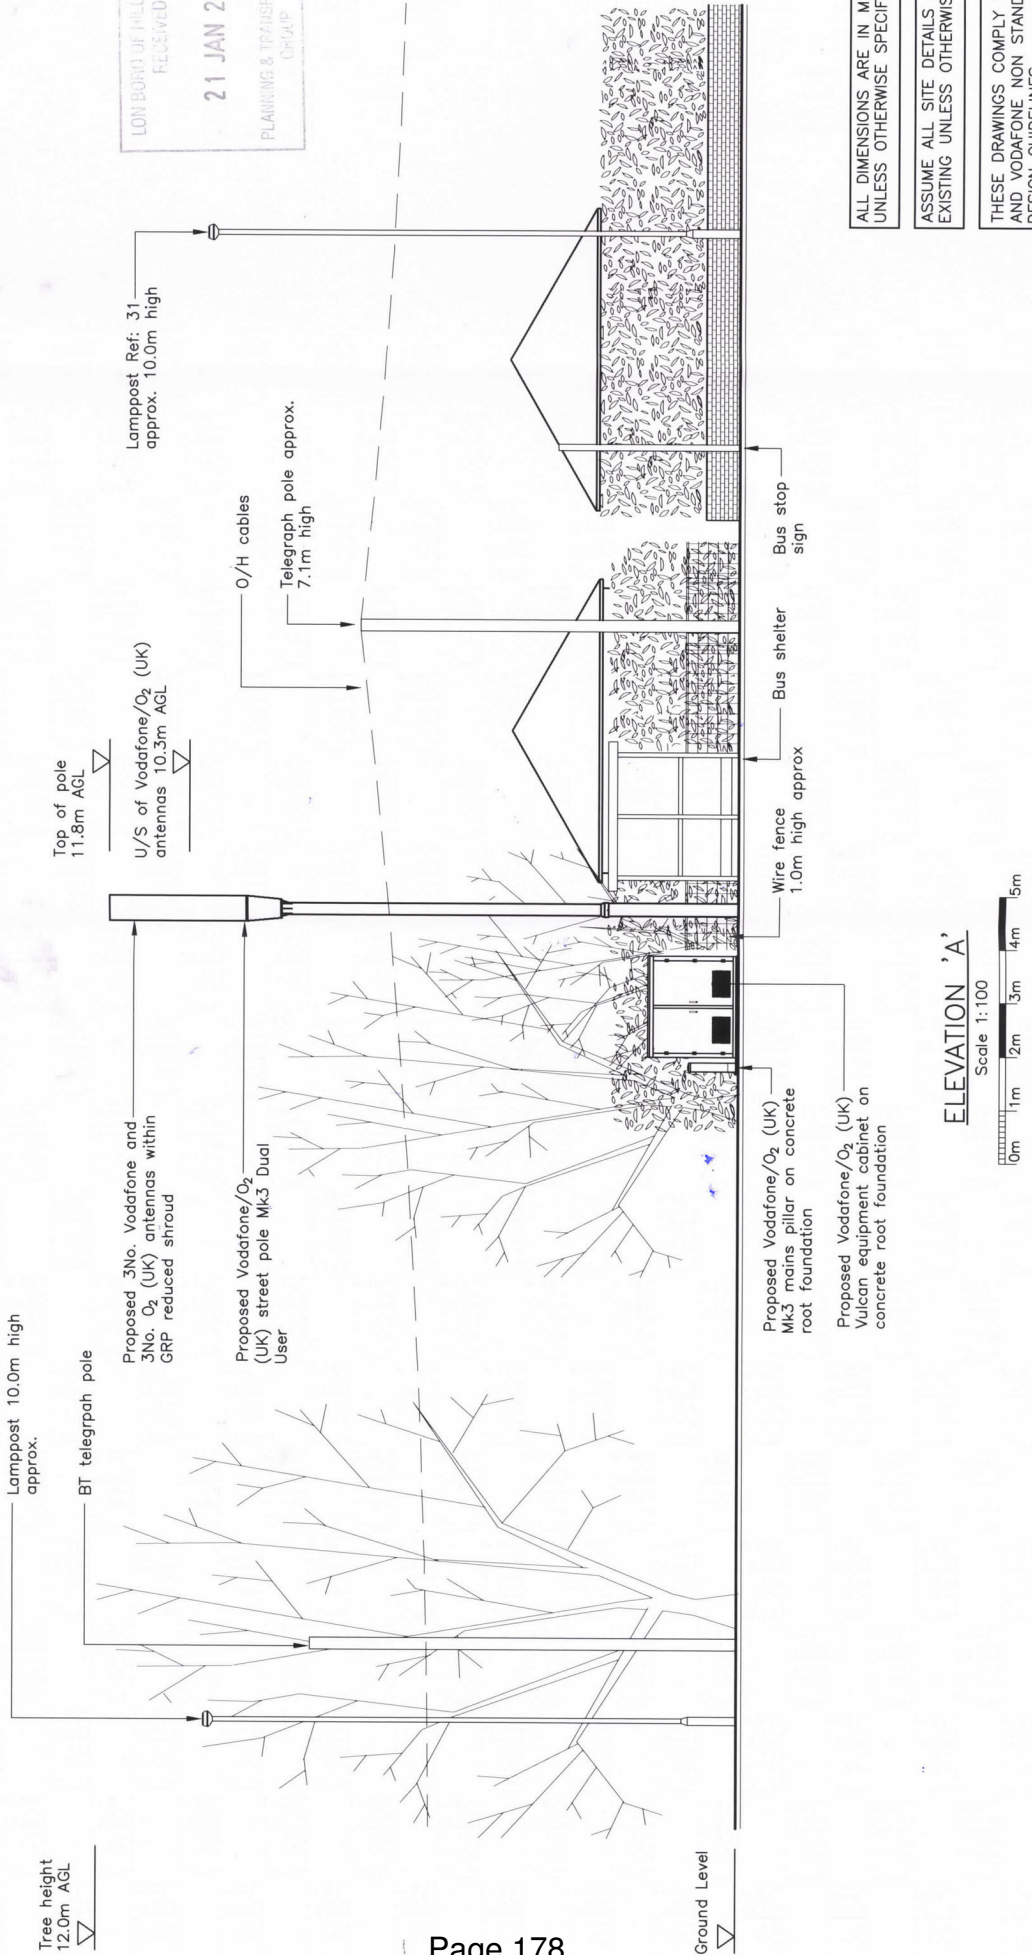 Tree height
12.0m AGL
Lamppost 10.0m high
approx.
BT telegrpah pole
Proposed 3No. Vodafone and
3No. O₂ (UK) antennas within
GRP reduced shroud
Proposed Vodafone/O₂
(UK) street pole Mk3 Dual
User
Top of pole
11.8m AGL
U/S of Vodafone/O₂ (UK)
antennas 10.3m AGL
O/H cables
Telegraph pole approx.
7.1m high
Lamppost Ref: 31
approx. 10.0m high
LON BORO OF
RECEIVED
21 JAN 2
PLANNING &
GROUP
Ground Level
Proposed Vodafone/O₂ (UK)
Mk3 mains pillar on concrete
root foundation
Proposed Vodafone/O₂ (UK)
Vulcan equipment cabinet on
concrete root foundation
Wire fence
1.0m high approx
Bus shelter
Bus stop
sign
ELEVATION 'A'
Scale 1:100
0m 1m 2m 3m 4m 5m
ALL DIMENSIONS ARE IN M
UNLESS OTHERWISE SPECIF
ASSUME ALL SITE DETAILS
EXISTING UNLESS OTHERWIS
THESE DRAWINGS COMPLY
AND VODAFONE NON STAND
DESIGN GUIDELINES
Page 178